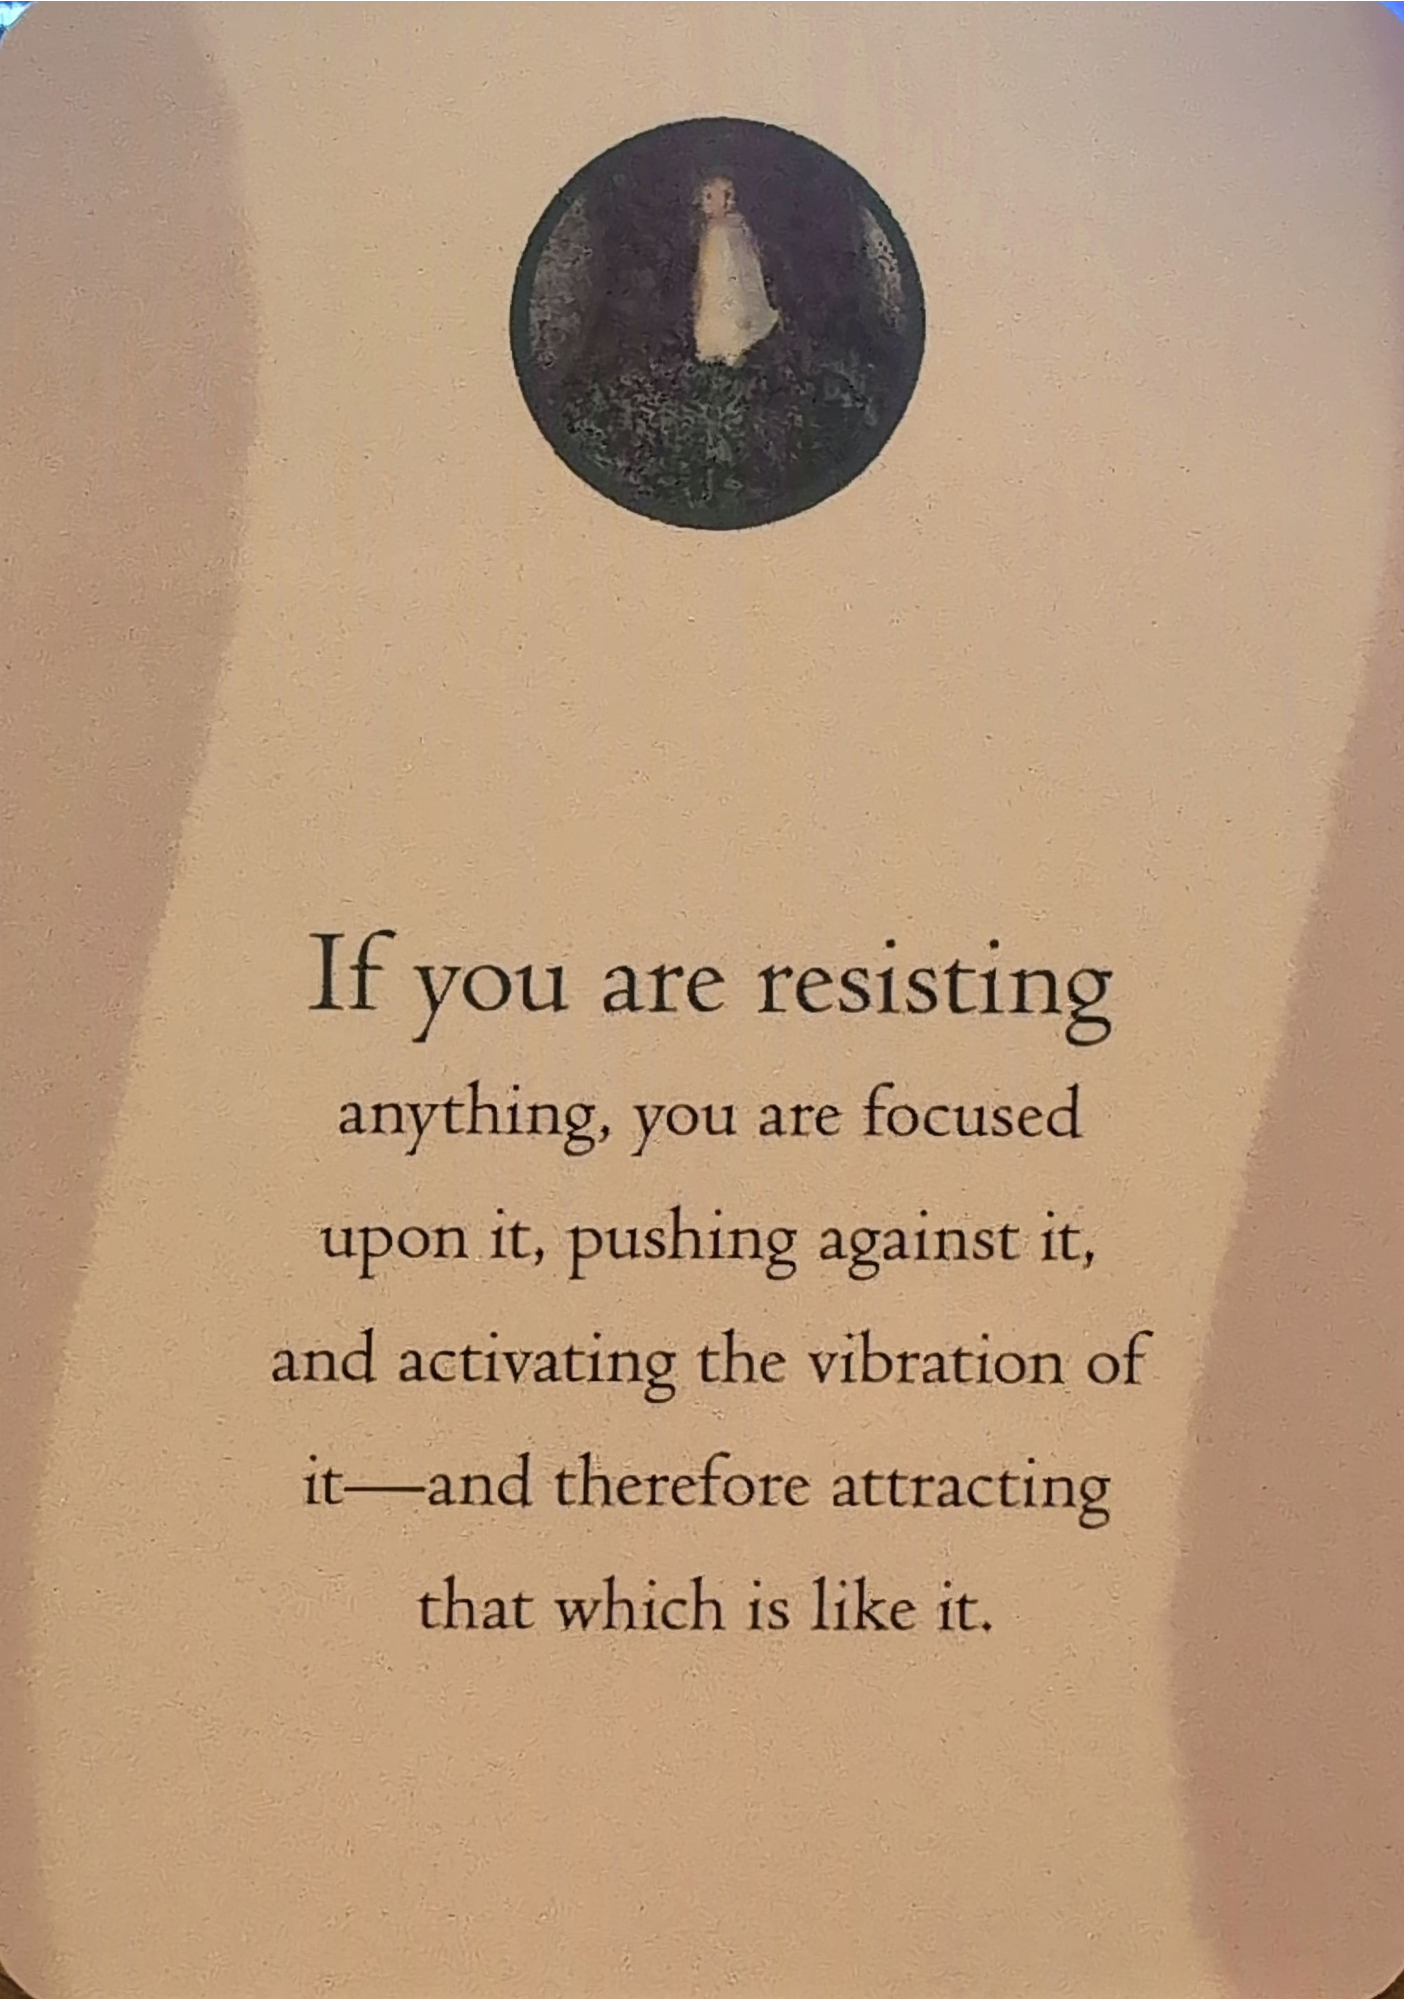 If you are resisting
anything, you are focused
upon it, pushing against it,
and activating the vibration of
it—and therefore attracting
that which is like it.